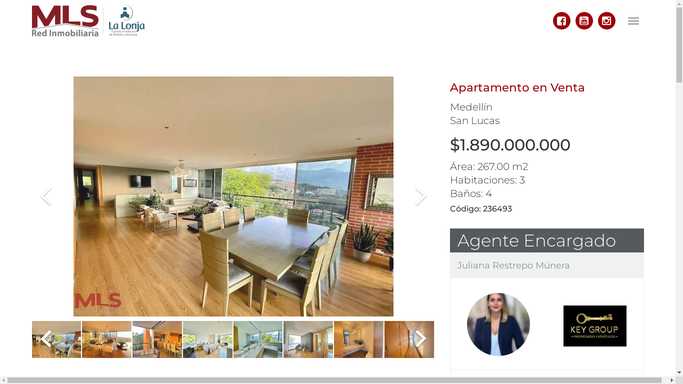 MLS
Red Inmobiliaria
La Lonja
Apartamento en Venta
Medellín
San Lucas
$1.890.000.000
Área: 267.00 m2
Habitaciones: 3
Baños: 4
Código: 236493
MLS
Agente Encargado
Juliana Restrepo Múnera
KEY GROUP